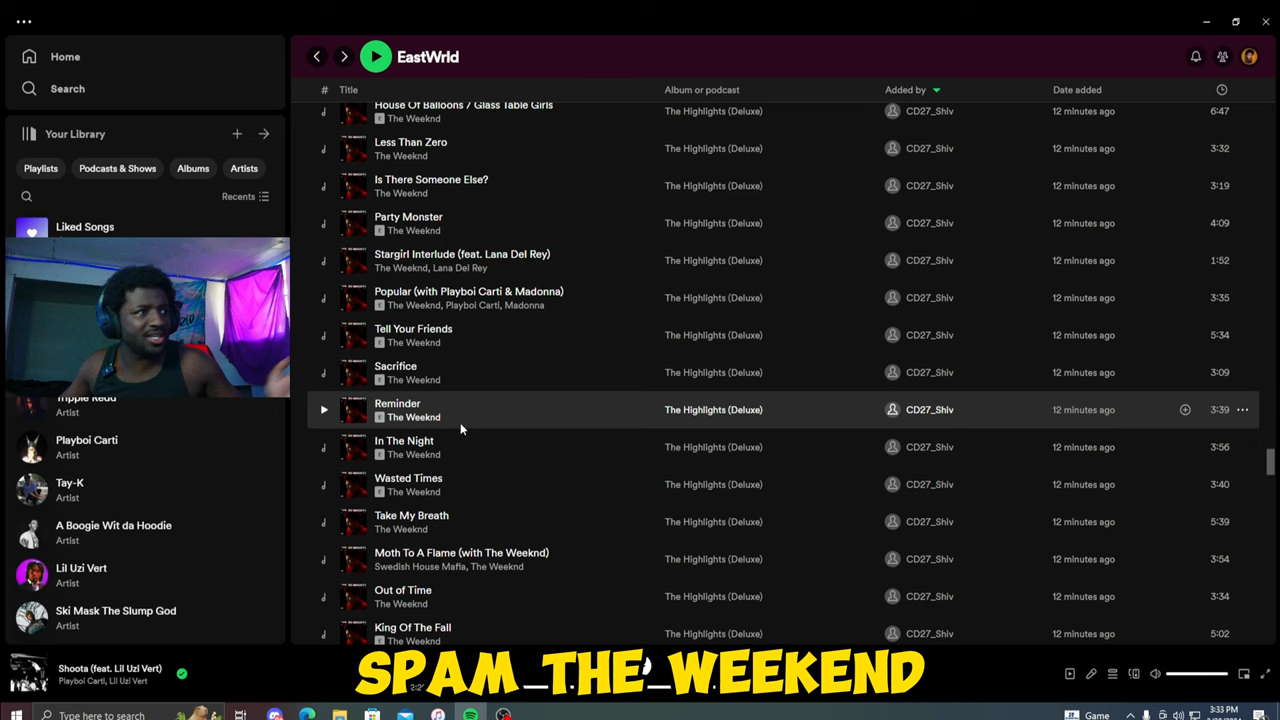 Home
Search
Your Library
Playlists Podcasts & Shows Albums Artists
Recents
Liked Songs
Trippie Redd
Artist
Playboi Carti
Artist
Tay-K
Artist
A Boogie Wit da Hoodie
Artist
Lil Uzi Vert
Artist
Ski Mask The Slump God
Artist
EastWrld
# Title Album or podcast Added by Date added
House Of Balloons / Glass Table Girls
E The Weeknd The Highlights (Deluxe) CD27_Shiv 12 minutes ago 6:47
Less Than Zero
The Weeknd The Highlights (Deluxe) CD27_Shiv 12 minutes ago 3:32
Is There Someone Else?
The Weeknd The Highlights (Deluxe) CD27_Shiv 12 minutes ago 3:19
Party Monster
E The Weeknd The Highlights (Deluxe) CD27_Shiv 12 minutes ago 4:09
Stargirl Interlude (feat. Lana Del Rey)
The Weeknd, Lana Del Rey The Highlights (Deluxe) CD27_Shiv 12 minutes ago 1:52
Popular (with Playboi Carti & Madonna)
E The Weeknd, Playboi Carti, Madonna The Highlights (Deluxe) CD27_Shiv 12 minutes ago 3:35
Tell Your Friends
E The Weeknd The Highlights (Deluxe) CD27_Shiv 12 minutes ago 5:34
Sacrifice
E The Weeknd The Highlights (Deluxe) CD27_Shiv 12 minutes ago 3:09
Reminder
E The Weeknd The Highlights (Deluxe) CD27_Shiv 12 minutes ago 3:39
In The Night
E The Weeknd The Highlights (Deluxe) CD27_Shiv 12 minutes ago 3:56
Wasted Times
E The Weeknd The Highlights (Deluxe) CD27_Shiv 12 minutes ago 3:40
Take My Breath
The Weeknd The Highlights (Deluxe) CD27_Shiv 12 minutes ago 5:39
Moth To A Flame (with The Weeknd)
Swedish House Mafia, The Weeknd The Highlights (Deluxe) CD27_Shiv 12 minutes ago 3:54
Out of Time
The Weeknd The Highlights (Deluxe) CD27_Shiv 12 minutes ago 3:34
King Of The Fall
E The Weeknd The Highlights (Deluxe) CD27_Shiv 12 minutes ago 5:02
Shoota (feat. Lil Uzi Vert)
Playboi Carti, Lil Uzi Vert
SPAM THE WEEKEND
Type here to search
Game
3:33 PM